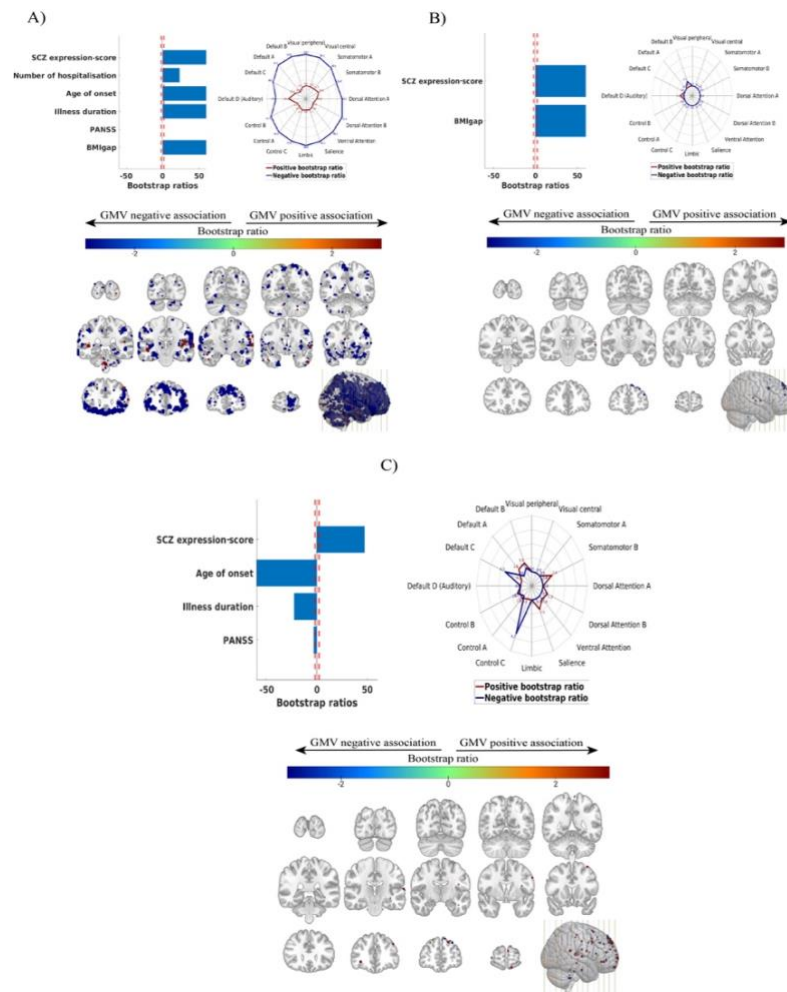 A)
SCZ expression-score
Number of hospitalisation
Age of onset
Illness duration
PANSS
BMIgap
-50 0 50
Bootstrap ratios
Visual peripheral
Visual central
Somatomotor A
Somatomotor B
Dorsal Attention A
Dorsal Attention B
Ventral Attention
Salience
Limbic
Control C
Control A
Control B
Default D (Auditory)
Default C
Default A
Default B
Positive bootstrap ratio
Negative bootstrap ratio
GMV negative association
GMV positive association
Bootstrap ratio
-2 0 2
B)
SCZ expression-score
BMIgap
-50 0 50
Bootstrap ratios
Visual peripheral
Visual central
Somatomotor A
Somatomotor B
Dorsal Attention A
Dorsal Attention B
Ventral Attention
Salience
Limbic
Control C
Control A
Control B
Default D (Auditory)
Default C
Default A
Default B
Positive bootstrap ratio
Negative bootstrap ratio
GMV negative association
GMV positive association
Bootstrap ratio
-2 0 2
C)
SCZ expression-score
Age of onset
Illness duration
PANSS
-50 0 50
Bootstrap ratios
Visual peripheral
Visual central
Somatomotor A
Somatomotor B
Dorsal Attention A
Dorsal Attention B
Ventral Attention
Salience
Limbic
Control C
Control A
Control B
Default D (Auditory)
Default C
Default A
Default B
Positive bootstrap ratio
Negative bootstrap ratio
GMV negative association
GMV positive association
Bootstrap ratio
-2 0 2